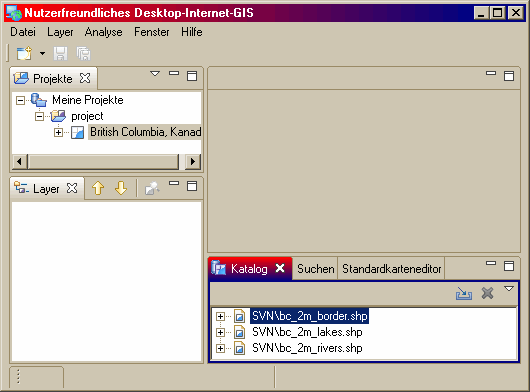 Nutzerfreundliches Desktop-Internet-GIS
Datei Layer Analyse Fenster Hilfe
Projekte
Meine Projekte
project
British Columbia, Kanad
Layer
Katalog Suchen Standardkarteneditor
SVN\bc_2m_border.shp
SVN\bc_2m_lakes.shp
SVN\bc_2m_rivers.shp